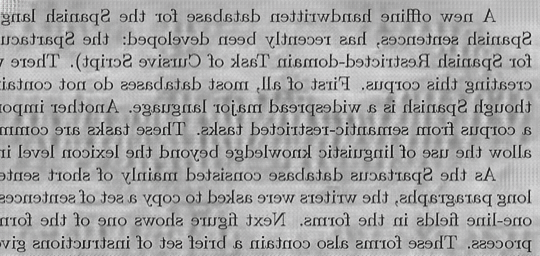 A new offline handwritten database for the Spanish lang
Spanish sentences, has recently been developed: the Spartacu
for Spanish Restricted-domain Task of Cursive Script). There w
creating this corpus. First of all, most databases do not contai
though Spanish is a widespread major language. Another impo
a corpus from semantic-restricted tasks. These tasks are comm
allow the use of linguistic knowledge beyond the lexicon level in
As the Spartacus database consisted mainly of short sente
long paragraphs, the writers were asked to copy a set of sentences
one-line fields in the forms. Next figure shows one of the form
process. These forms also contain a brief set of instructions give